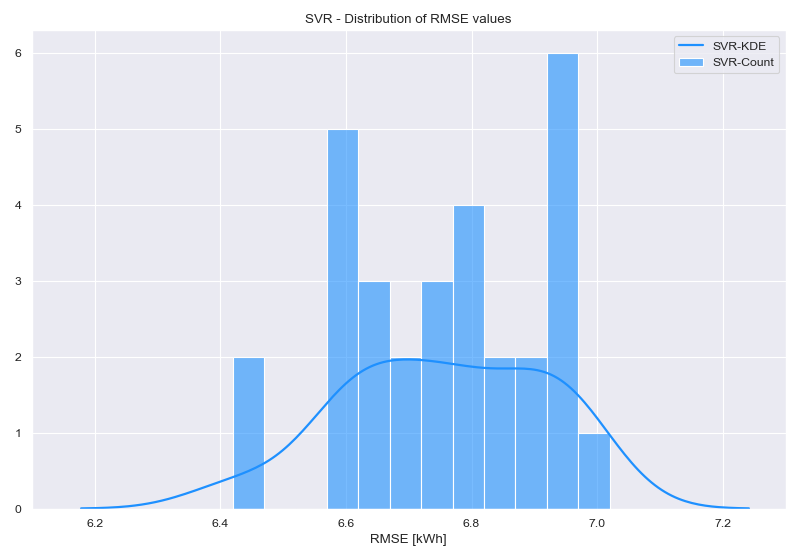 SVR - Distribution of RMSE values
SVR-KDE
SVR-Count
6
5
4
3
2
1
0
6.2 6.4 6.6 6.8 7.0 7.2
RMSE [kWh]